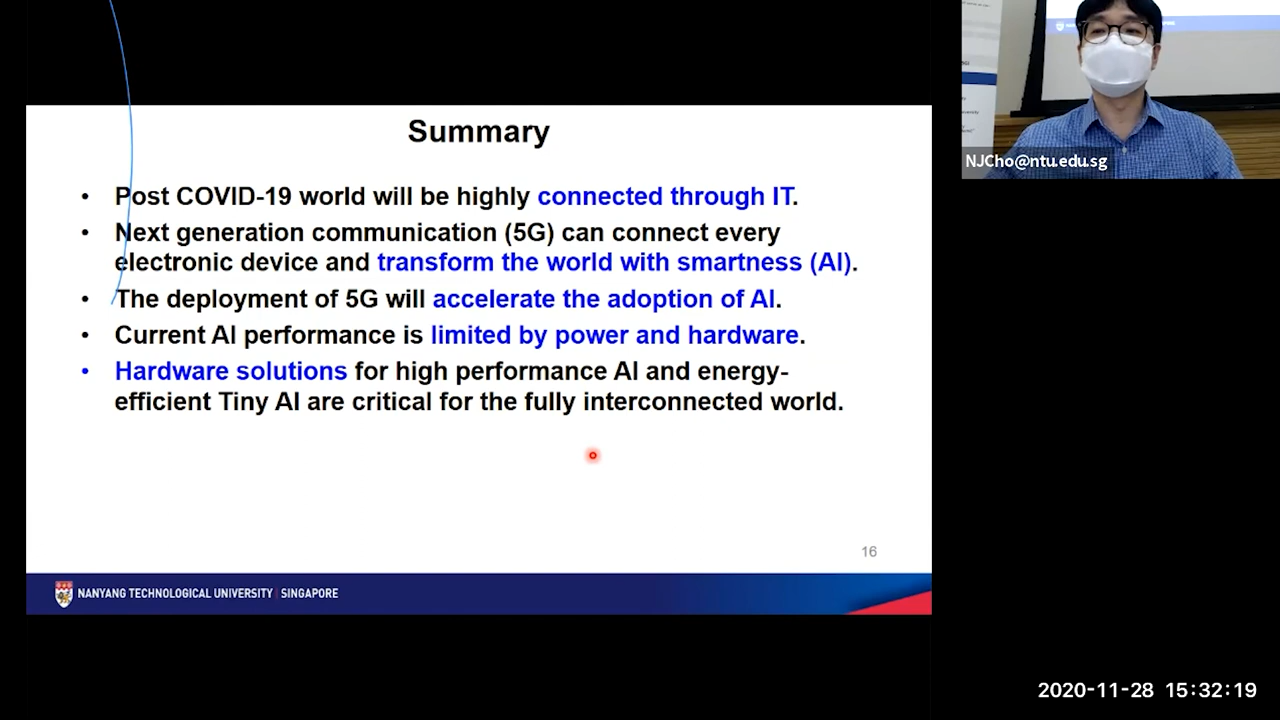 Summary
• Post COVID-19 world will be highly connected through IT.
• Next generation communication (5G) can connect every
electronic device and transform the world with smartness (AI).
• The deployment of 5G will accelerate the adoption of AI.
• Current AI performance is limited by power and hardware.
• Hardware solutions for high performance AI and energy-
efficient Tiny AI are critical for the fully interconnected world.
16
NANYANG TECHNOLOGICAL UNIVERSITY | SINGAPORE
NJCho@ntu.edu.sg
2020-11-28 15:32:19